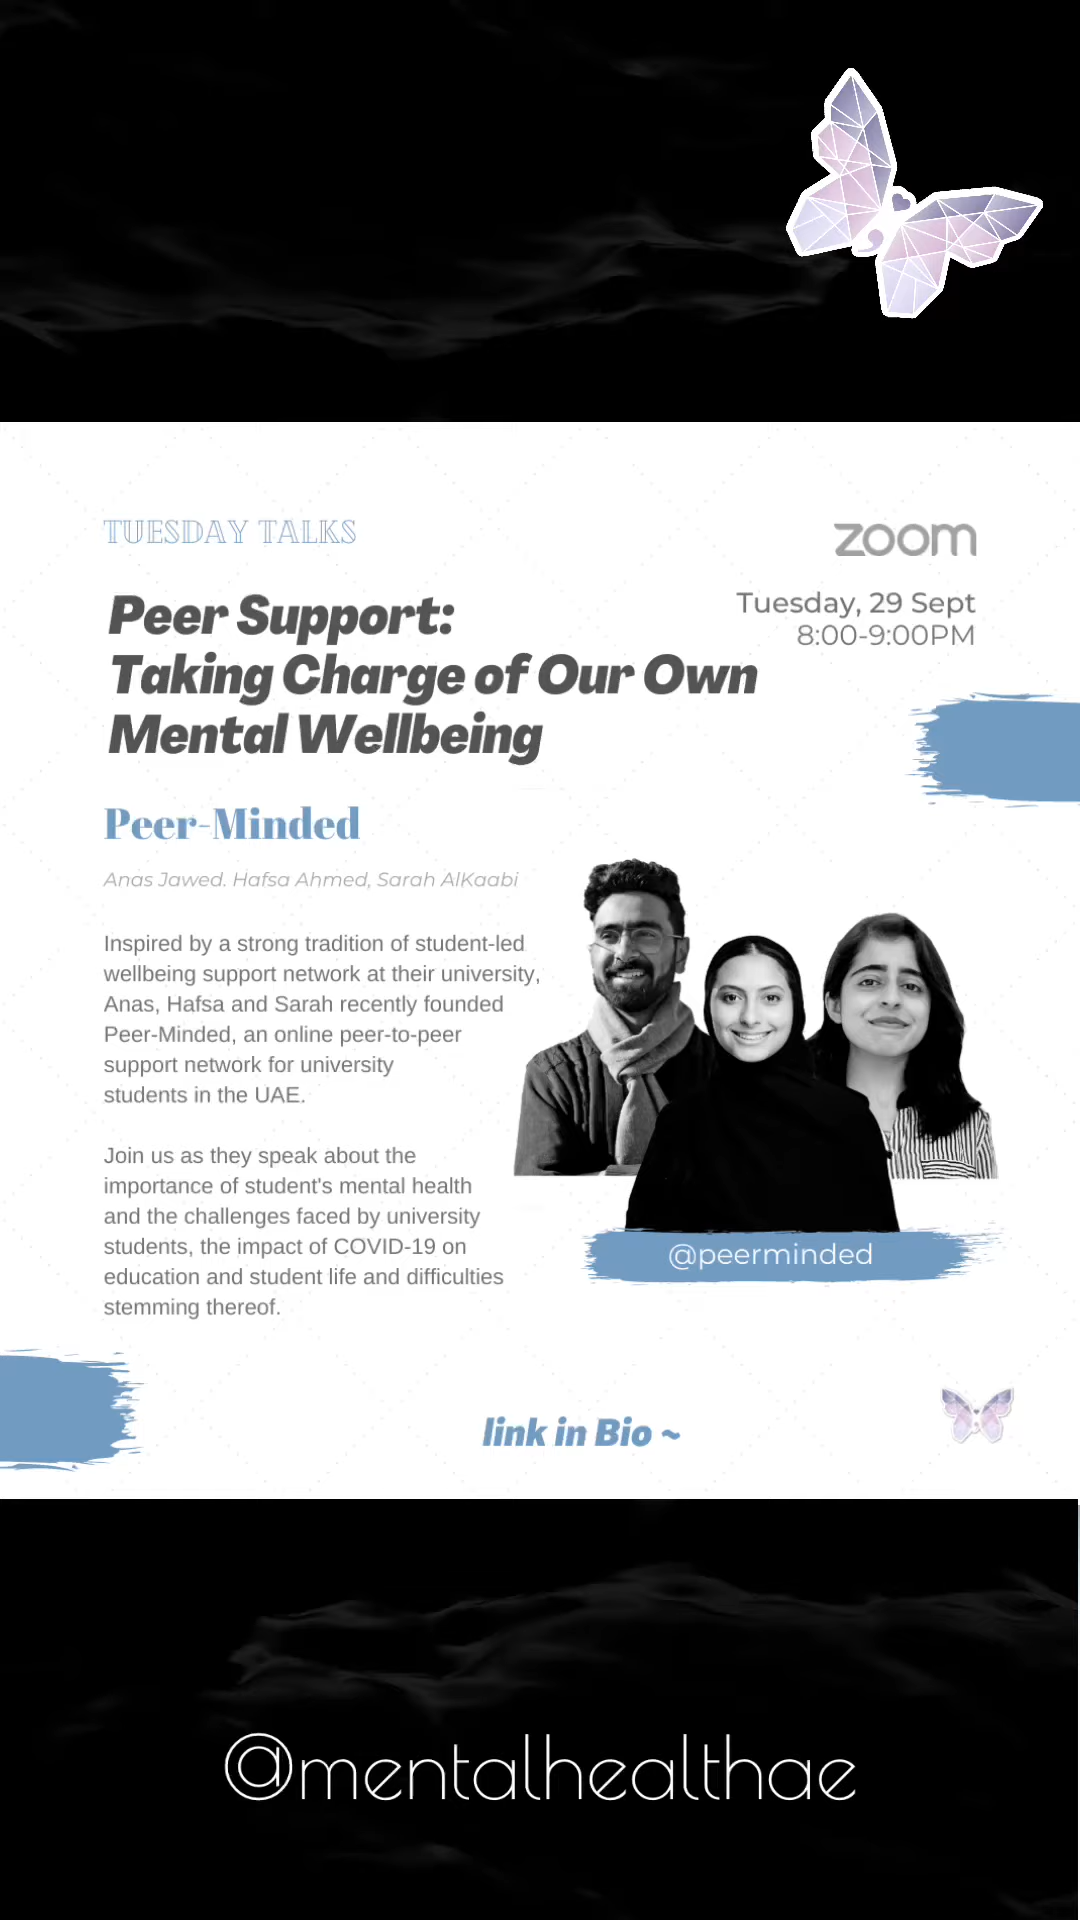 TUESDAY TALKS
zoom
Peer Support:
Taking Charge of Our Own
Mental Wellbeing
Tuesday, 29 Sept
8:00-9:00PM
Peer-Minded
Anas Jawed. Hafsa Ahmed, Sarah AlKaabi
Inspired by a strong tradition of student-led
wellbeing support network at their university,
Anas, Hafsa and Sarah recently founded
Peer-Minded, an online peer-to-peer
support network for university
students in the UAE.
Join us as they speak about the
importance of student's mental health
and the challenges faced by university
students, the impact of COVID-19 on
education and student life and difficulties
stemming thereof.
@peerminded
link in Bio ~
@mentalhealthae